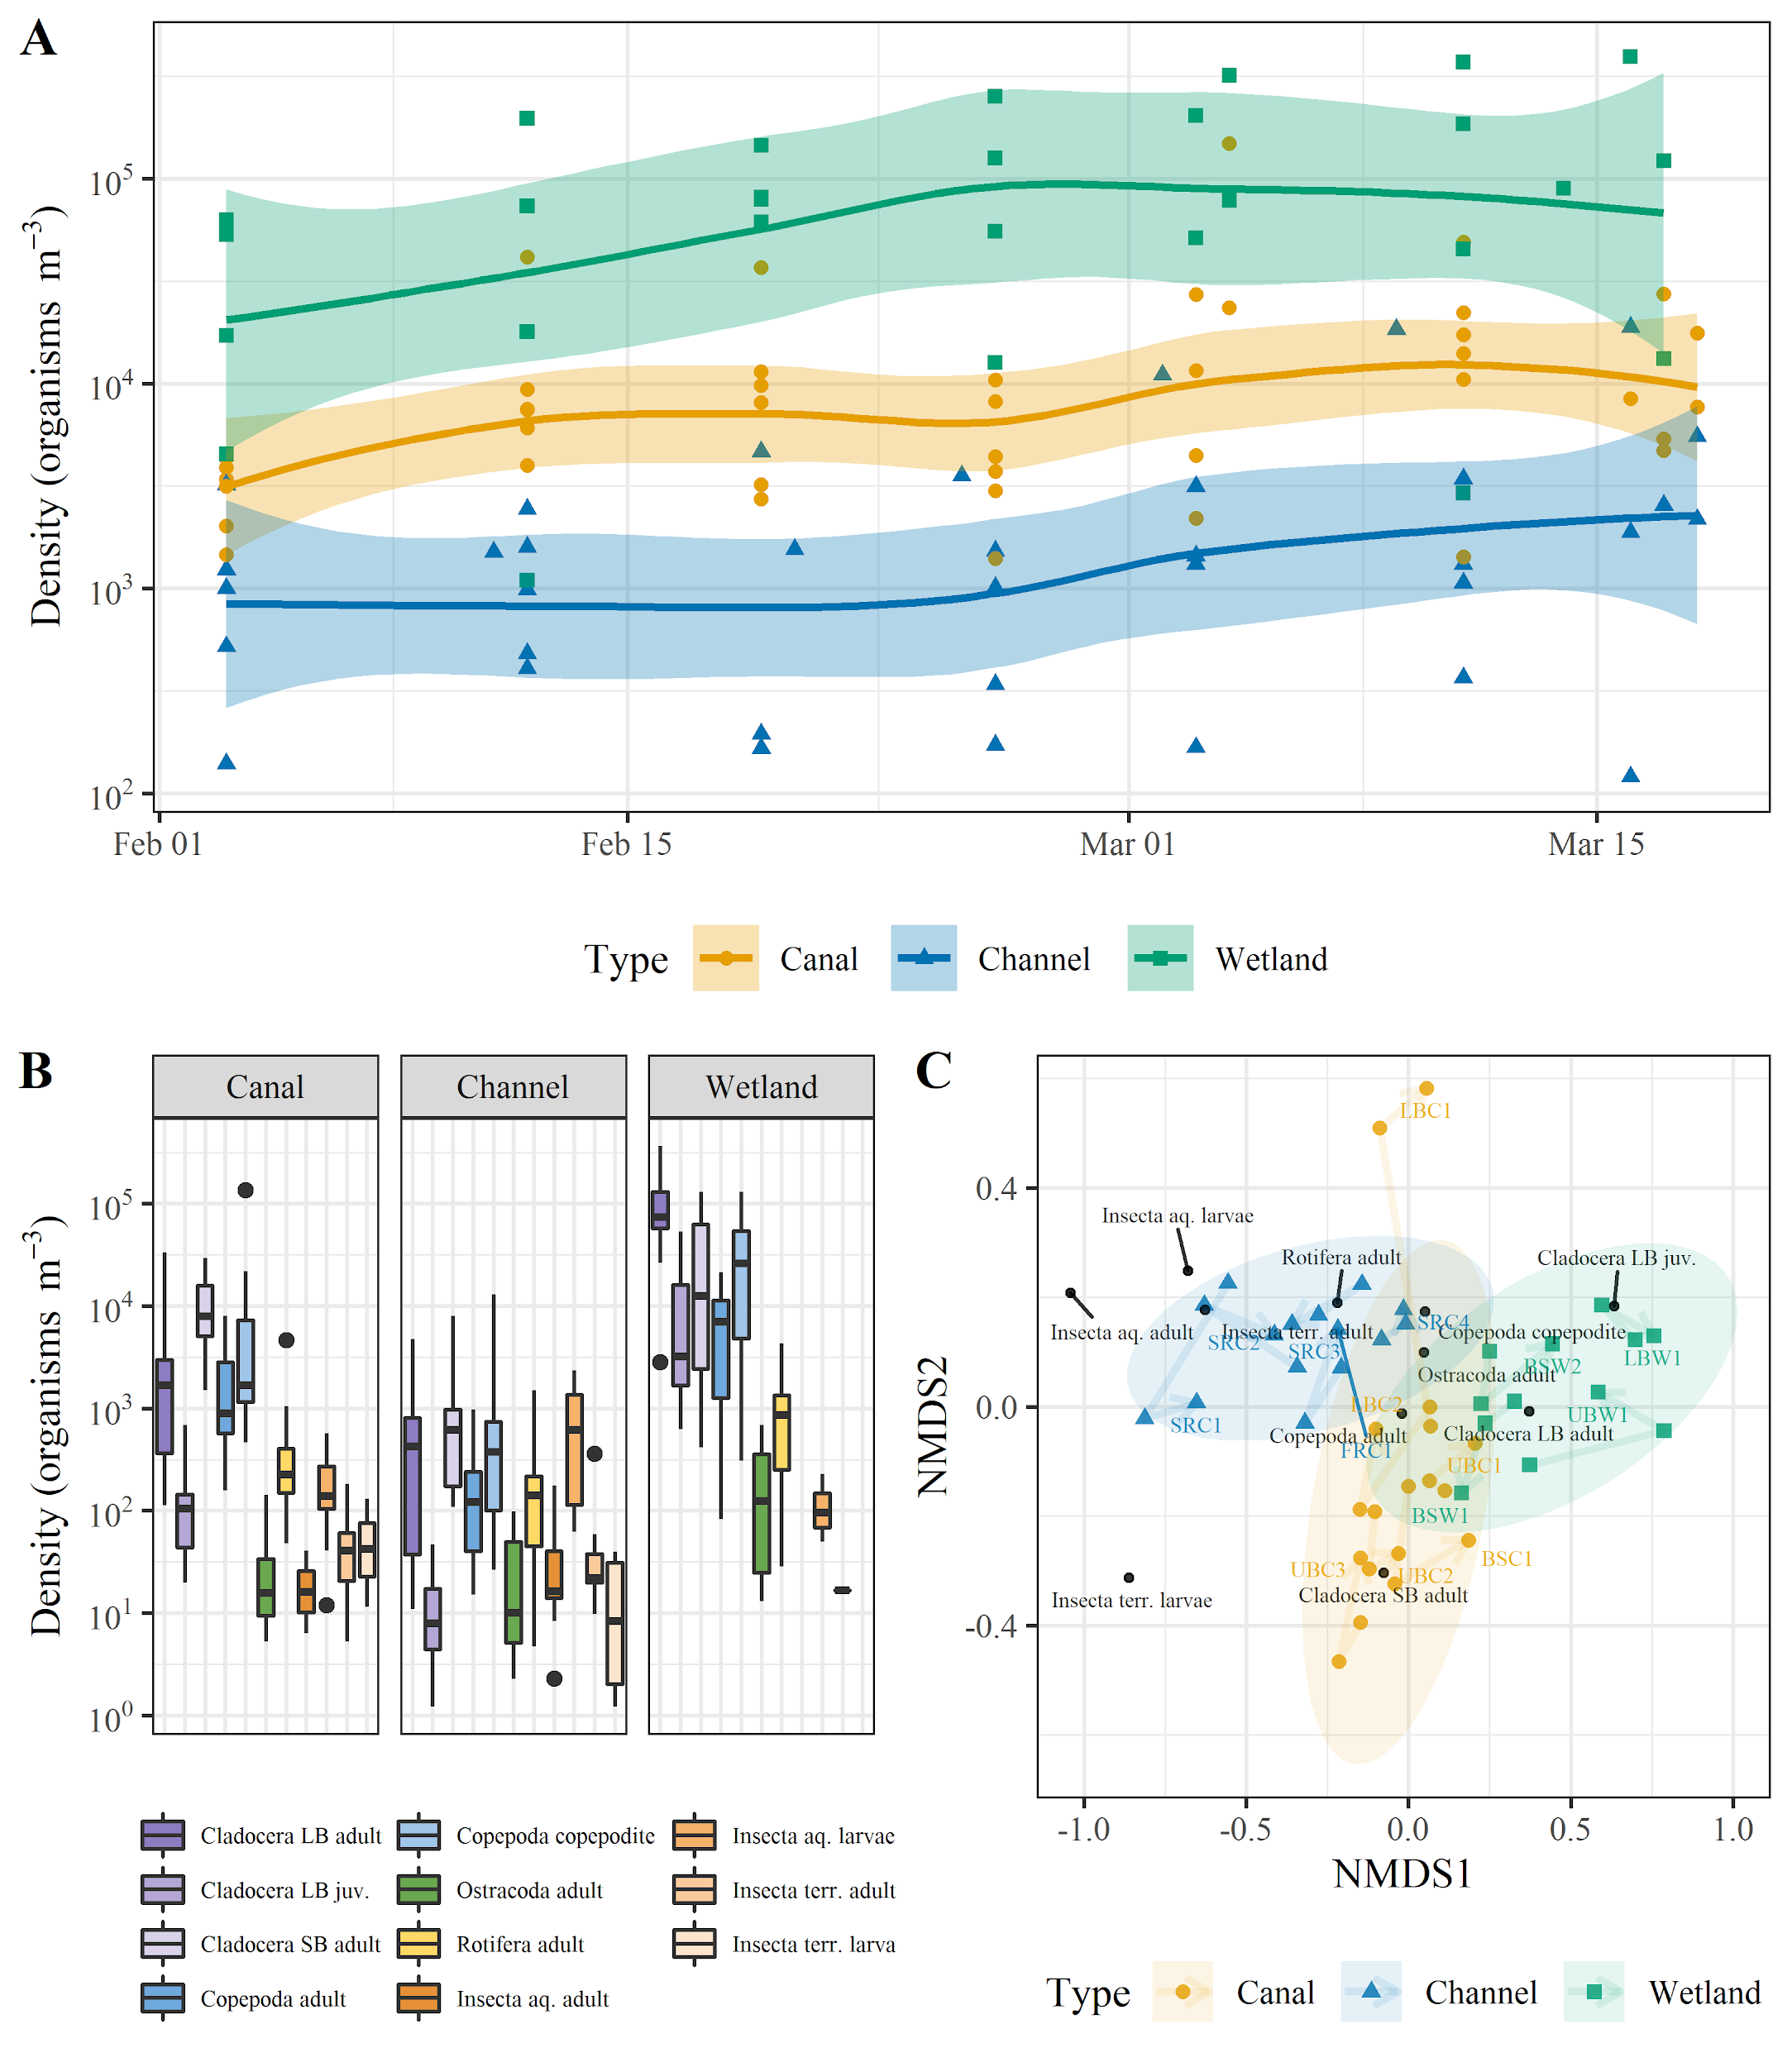 A
Density (organisms m−3)
10^5
10^4
10^3
10^2
Feb 01 Feb 15 Mar 01 Mar 15
Type Canal Channel Wetland
B
Canal Channel Wetland
Density (organisms m−3)
10^5
10^4
10^3
10^2
10^1
10^0
Cladocera LB adult Copepoda copepodite Insecta aq. larvae
Cladocera LB juv. Ostracoda adult Insecta terr. adult
Cladocera SB adult Rotifera adult Insecta terr. larva
Copepoda adult Insecta aq. adult
C
NMDS2
0.4
0.0
-0.4
LBC1
Insecta aq. larvae
Rotifera adult
Cladocera LB juv.
Insecta aq. adult
SRC2
Insecta terr. adult
SRC3
SRC4
Copepoda copepodite
BSW2
LBW1
Ostracoda adult
SRC1
LBC2
UBW1
Copepoda adult
FRC1
Cladocera LB adult
UBC1
BSW1
BSC1
UBC3
UBC2
Cladocera SB adult
Insecta terr. larvae
-1.0 -0.5 0.0 0.5 1.0
NMDS1
Type Canal Channel Wetland